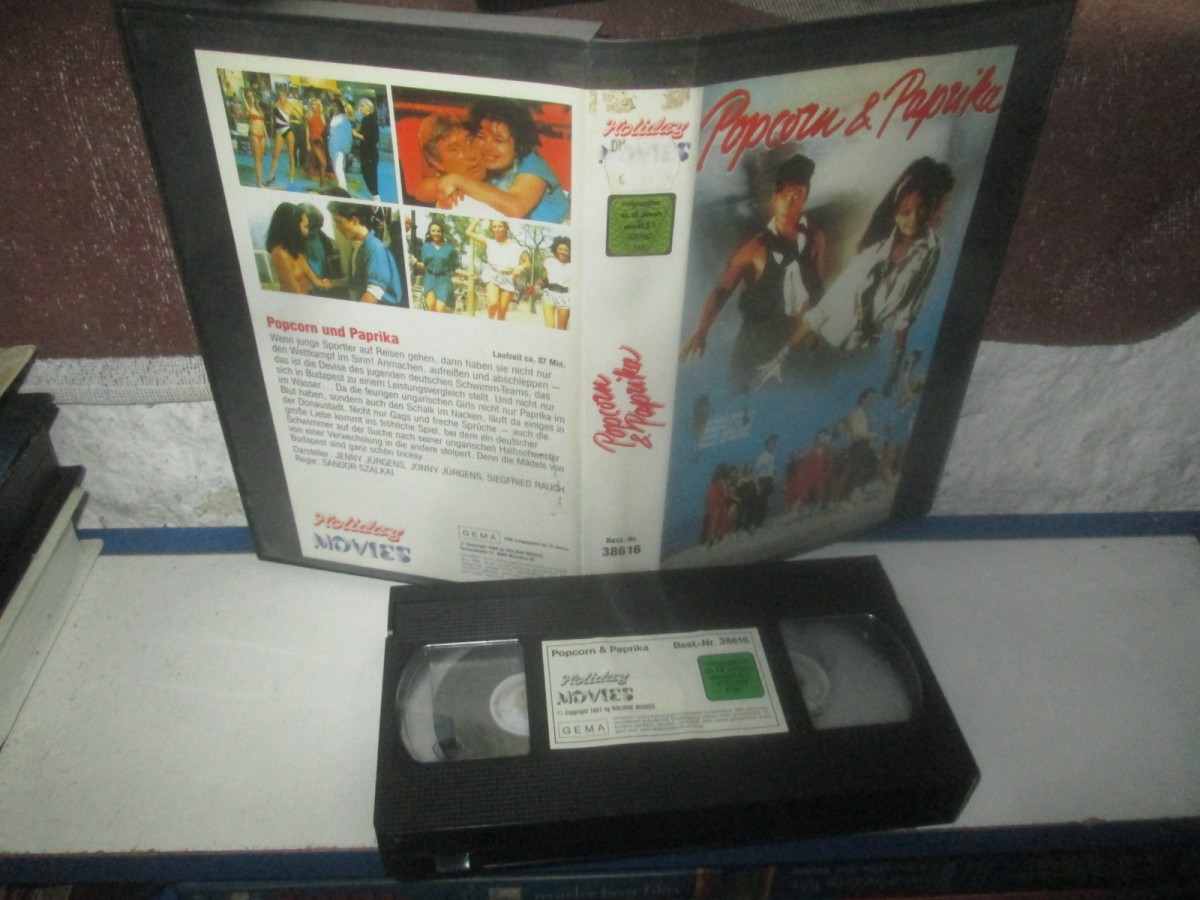 Popcorn und Paprika
Laufzeit ca. 87 Min.
Wenn junge Sportler auf Reisen gehen, dann haben sie nicht nur
den Wettkampf im Sinn! Anmachen, aufreißen und abschleppen –
das ist die Devise des jugenden deutschen Schwimm-Teams, das
sich in Budapest zu einem Leistungsvergleich stellt. Und nicht nur
im Wasser ... Da die feurigen ungarischen Girls nicht nur Paprika im
Blut haben, sondern auch den Schalk im Nacken, läuft da einiges in
der Donaustadt. Nicht nur Gags und freche Sprüche – auch die
große Liebe kommt ins fröhliche Spiel, bei dem ein deutscher
Schwimmer auf der Suche nach seiner ungarischen Halbschwester
von einer Verwechslung in die andere stolpert. Denn die Mädels von
Budapest sind ganz schön tricksy.
Darsteller: JENNY JÜRGENS, JONNY JÜRGENS, SIEGFRIED RAUCH
Regie: SANDOR SZALKAI
Holiday
MOVIES
GEMA
Holiday
MOVIES
Popcorn
& Paprika
Best.-Nr.
38616
Popcorn & Paprika
Popcorn & Paprika Best.-Nr. 38616
Holiday
MOVIES
© Copyright 1987 by HOLIDAY MOVIES
GEMA